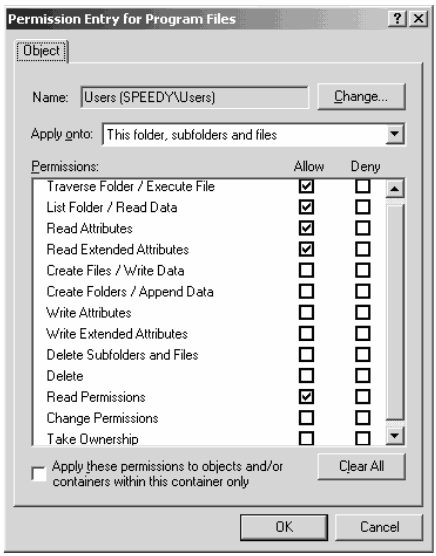 Permission Entry for Program Files
Object
Name: Users (SPEEDY\Users) Change...
Apply onto: This folder, subfolders and files
Permissions: Allow Deny
Traverse Folder / Execute File
List Folder / Read Data
Read Attributes
Read Extended Attributes
Create Files / Write Data
Create Folders / Append Data
Write Attributes
Write Extended Attributes
Delete Subfolders and Files
Delete
Read Permissions
Change Permissions
Take Ownership
Apply these permissions to objects and/or Clear All
containers within this container only
OK Cancel